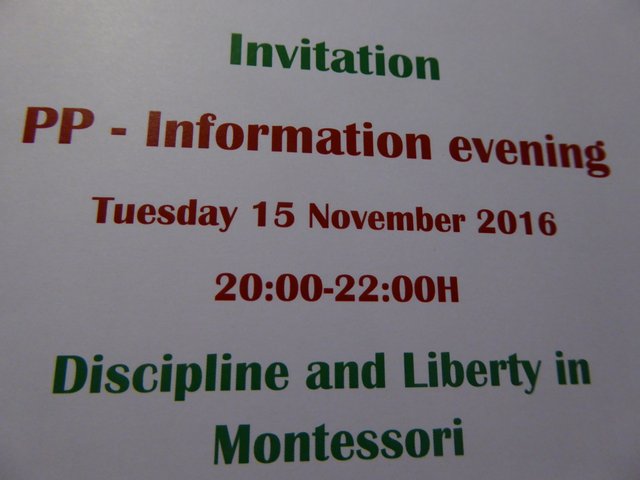 Invitation
PP - Information evening
Tuesday 15 November 2016
20:00-22:00H
Discipline and Liberty in
Montessori